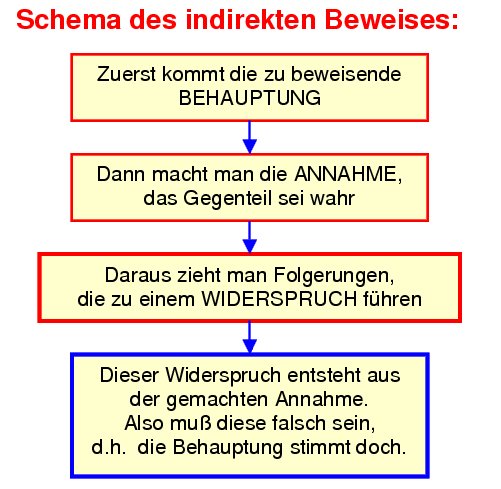 Schema des indirekten Beweises:
Zuerst kommt die zu beweisende
BEHAUPTUNG
Dann macht man die ANNAHME,
das Gegenteil sei wahr
Daraus zieht man Folgerungen,
die zu einem WIDERSPRUCH führen
Dieser Widerspruch entsteht aus
der gemachten Annahme.
Also muß diese falsch sein,
d.h. die Behauptung stimmt doch.